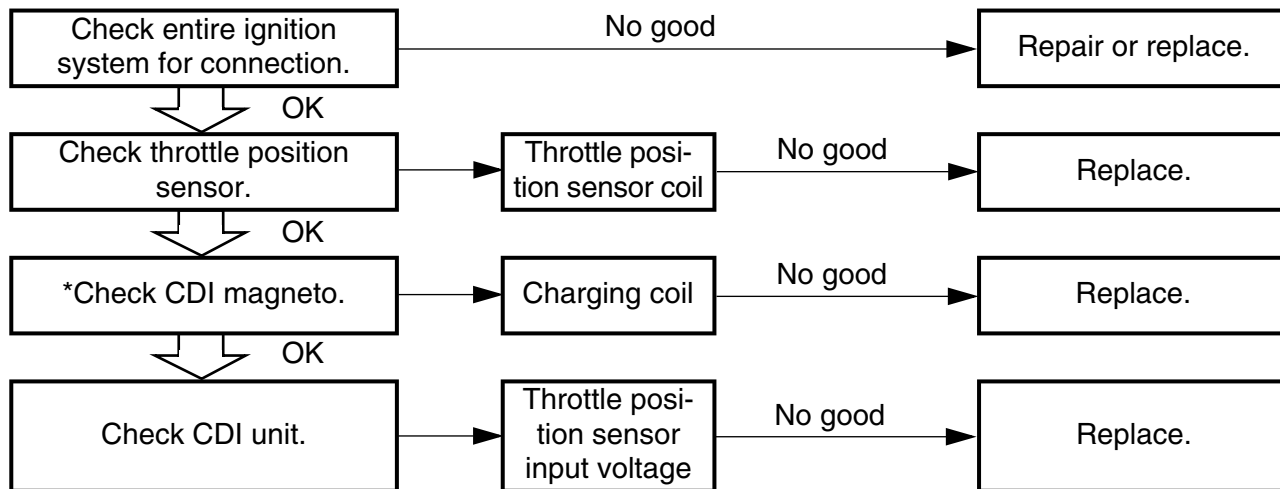 Check entire ignition
system for connection.
No good
Repair or replace.
OK
Check throttle position
sensor.
Throttle posi-
tion sensor coil
No good
Replace.
OK
*Check CDI magneto.
Charging coil
No good
Replace.
OK
Check CDI unit.
Throttle posi-
tion sensor
input voltage
No good
Replace.